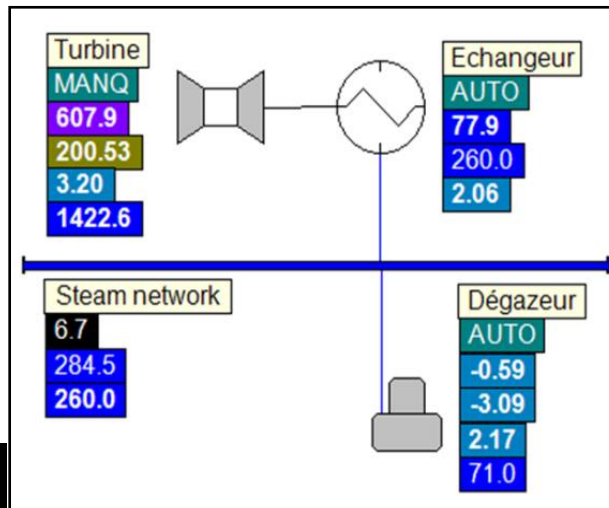 Turbine
MANQ
607.9
200.53
3.20
1422.6
Echangeur
AUTO
77.9
260.0
2.06
Steam network
6.7
284.5
260.0
Dégazeur
AUTO
-0.59
-3.09
2.17
71.0